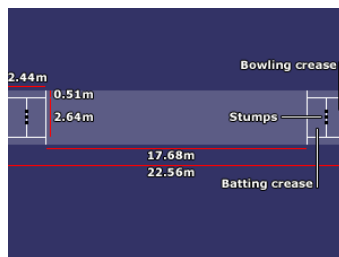 Bowling crease
2.44m
0.51m
2.64m
Stumps
17.68m
22.56m
Batting crease